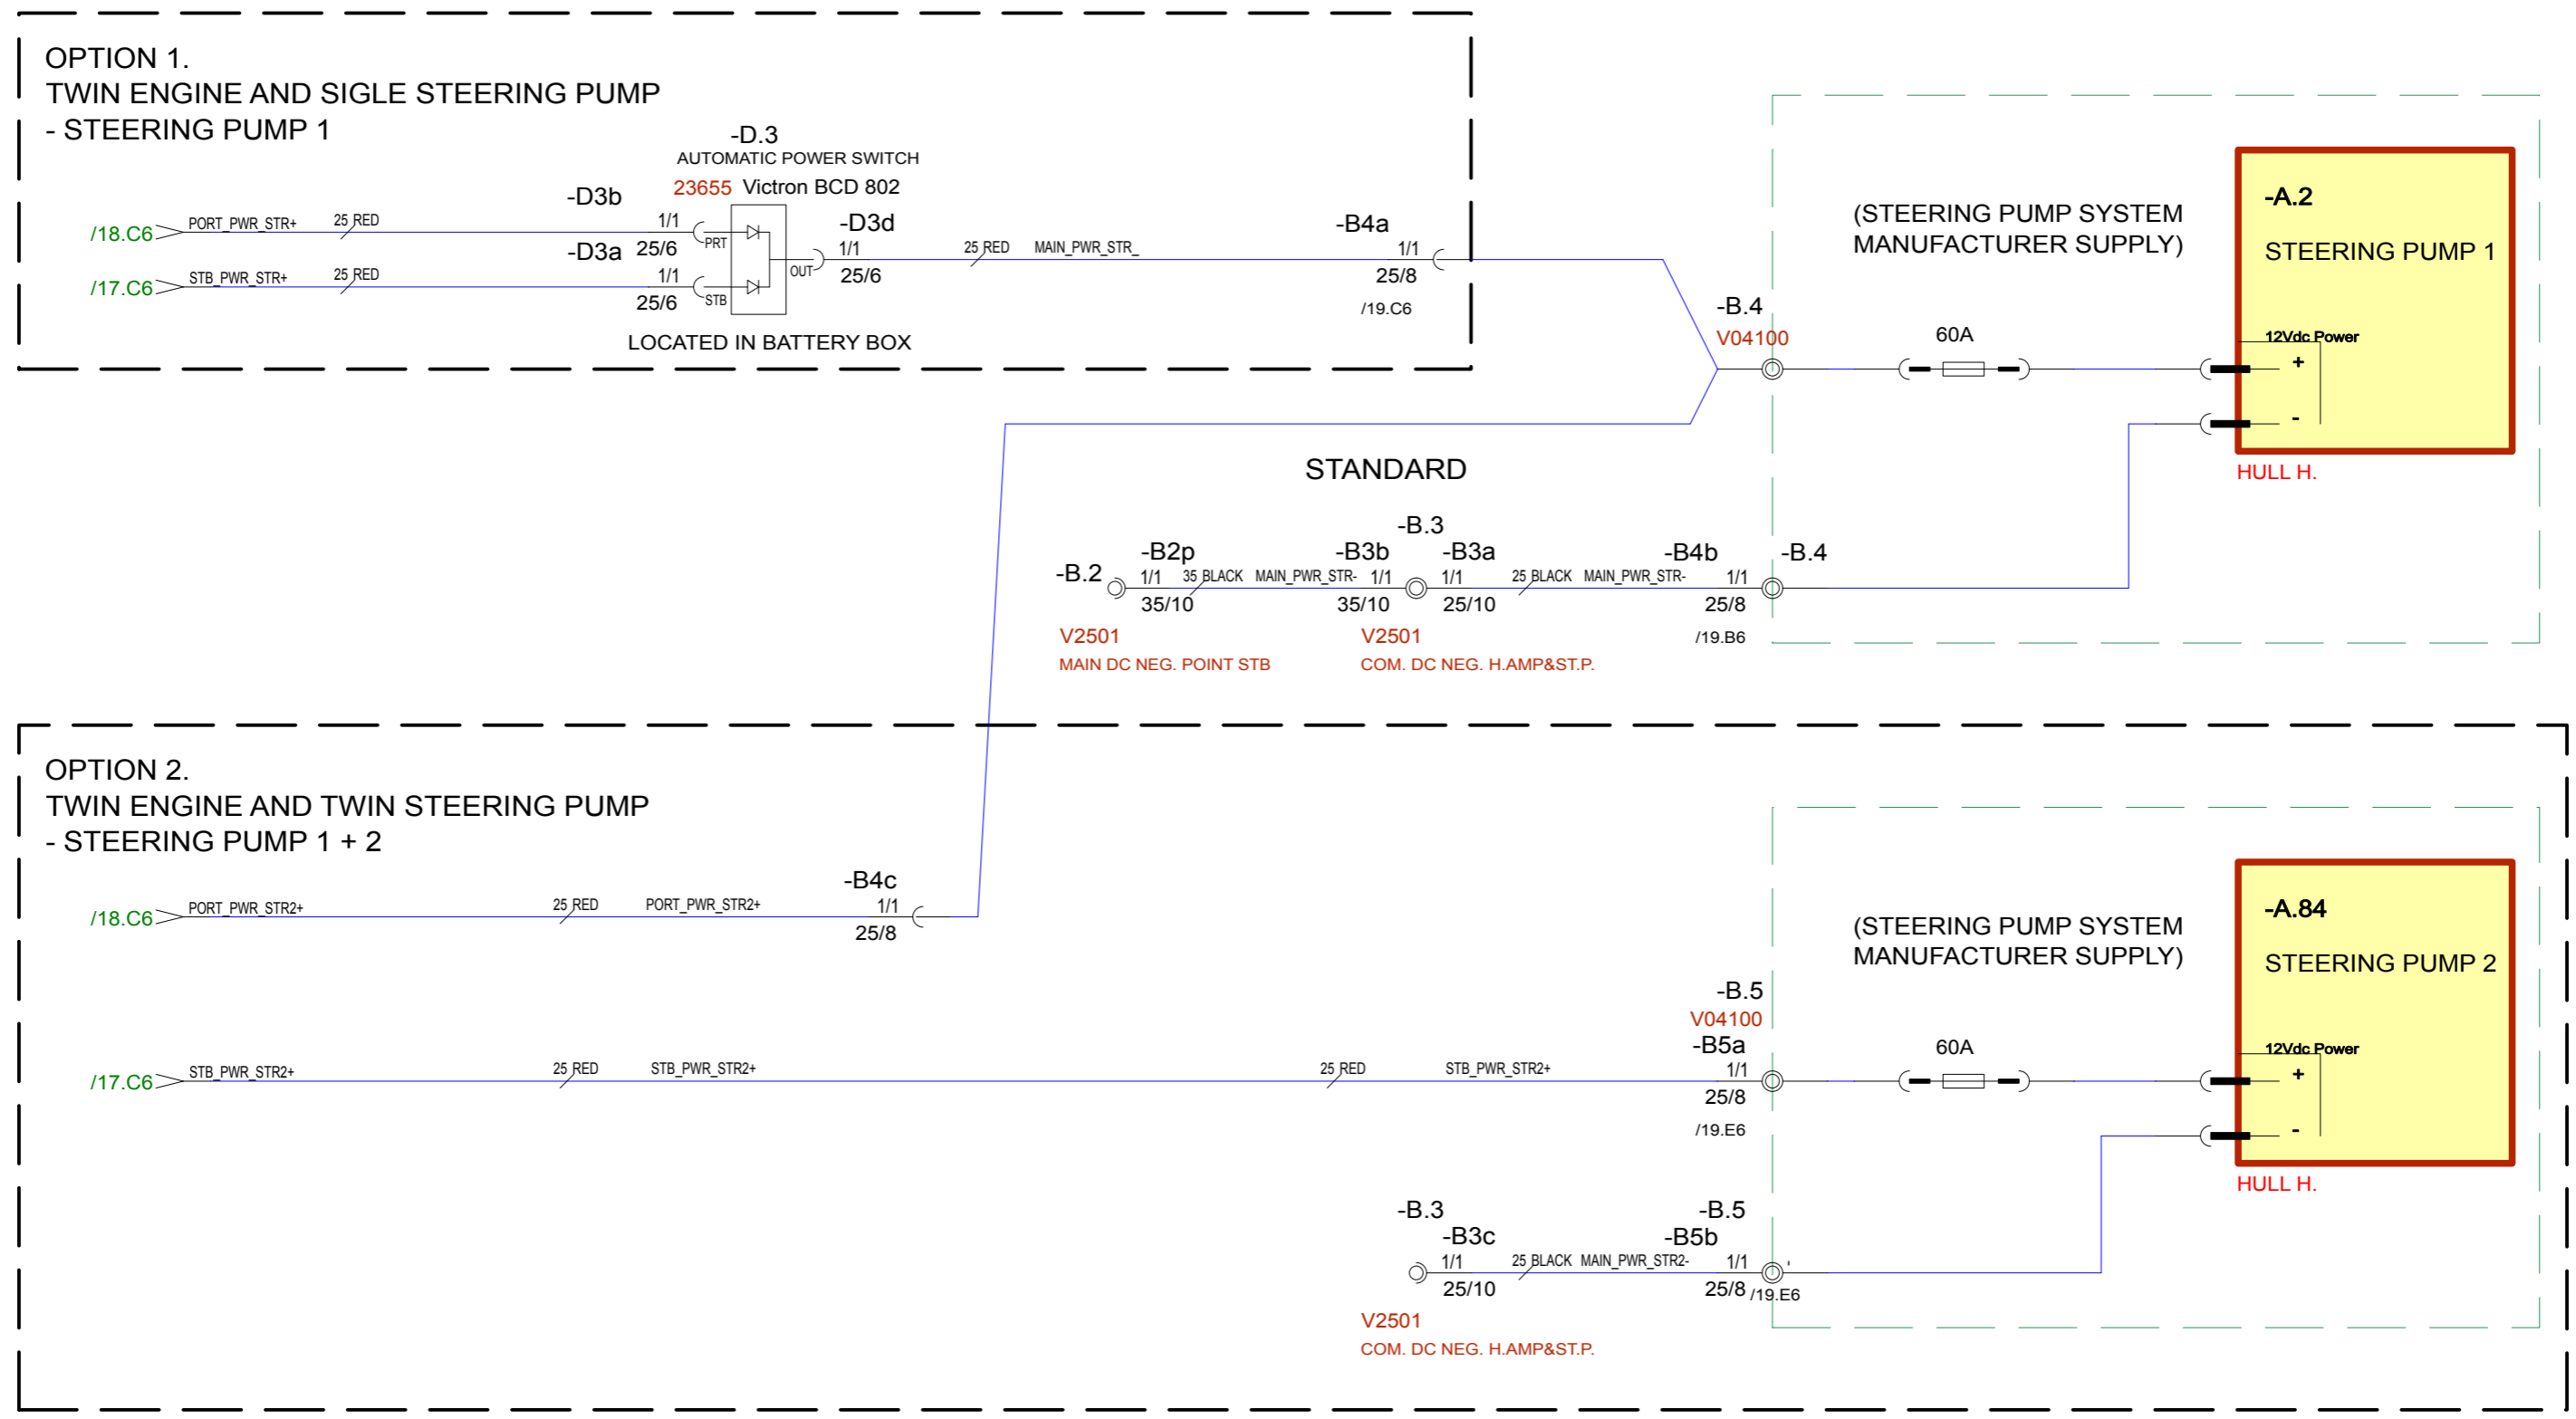 OPTION 1.
TWIN ENGINE AND SIGLE STEERING PUMP
- STEERING PUMP 1
-D.3
AUTOMATIC POWER SWITCH
23655 Victron BCD 802
-D3b
/18.C6 PORT_PWR_STR+ 25 RED 1/1
25/6
PRT
-D3a
/17.C6 STB_PWR_STR+ 25 RED 1/1
25/6
STB
OUT
-D3d
1/1
25/6
25 RED MAIN_PWR_STR_
-B4a
1/1
25/8
/19.C6
LOCATED IN BATTERY BOX
(STEERING PUMP SYSTEM
MANUFACTURER SUPPLY)
-B.4
V04100
60A
-A.2
STEERING PUMP 1
12Vdc Power
+
-
HULL H.
STANDARD
-B.2
-B2p
1/1
35/10
35 BLACK MAIN_PWR_STR-
-B3b
1/1
35/10
-B.3
-B3a
1/1
25/10
25 BLACK MAIN_PWR_STR-
-B4b
1/1
25/8
/19.B6
-B.4
V2501
MAIN DC NEG. POINT STB
V2501
COM. DC NEG. H.AMP&ST.P.
OPTION 2.
TWIN ENGINE AND TWIN STEERING PUMP
- STEERING PUMP 1 + 2
/18.C6 PORT_PWR_STR2+ 25 RED PORT_PWR_STR2+
-B4c
1/1
25/8
/17.C6 STB_PWR_STR2+ 25 RED STB_PWR_STR2+ 25 RED STB_PWR_STR2+
-B.5
V04100
-B5a
1/1
25/8
/19.E6
(STEERING PUMP SYSTEM
MANUFACTURER SUPPLY)
60A
-A.84
STEERING PUMP 2
12Vdc Power
+
-
HULL H.
-B.3
-B3c
1/1
25/10
25 BLACK MAIN_PWR_STR2-
-B.5
-B5b
1/1
25/8
/19.E6
'
V2501
COM. DC NEG. H.AMP&ST.P.